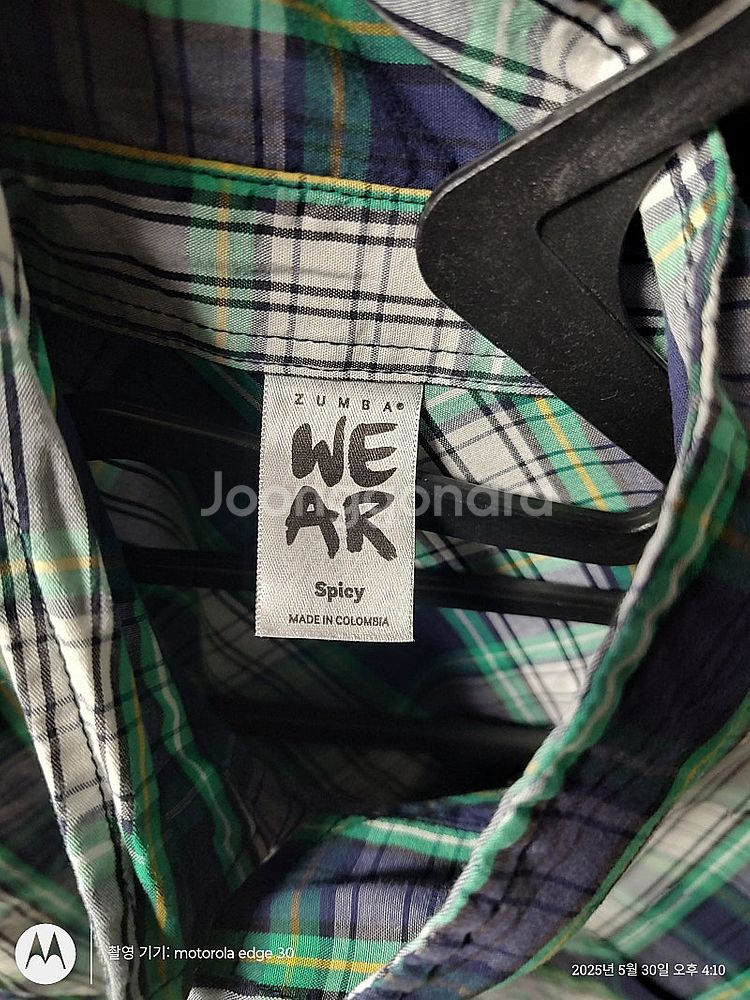 ZUMBA®
WE
AR
Spicy
MADE IN COLOMBIA
Joongonara
촬영 기기: motorola edge 30
2025년 5월 30일 오후 4:10